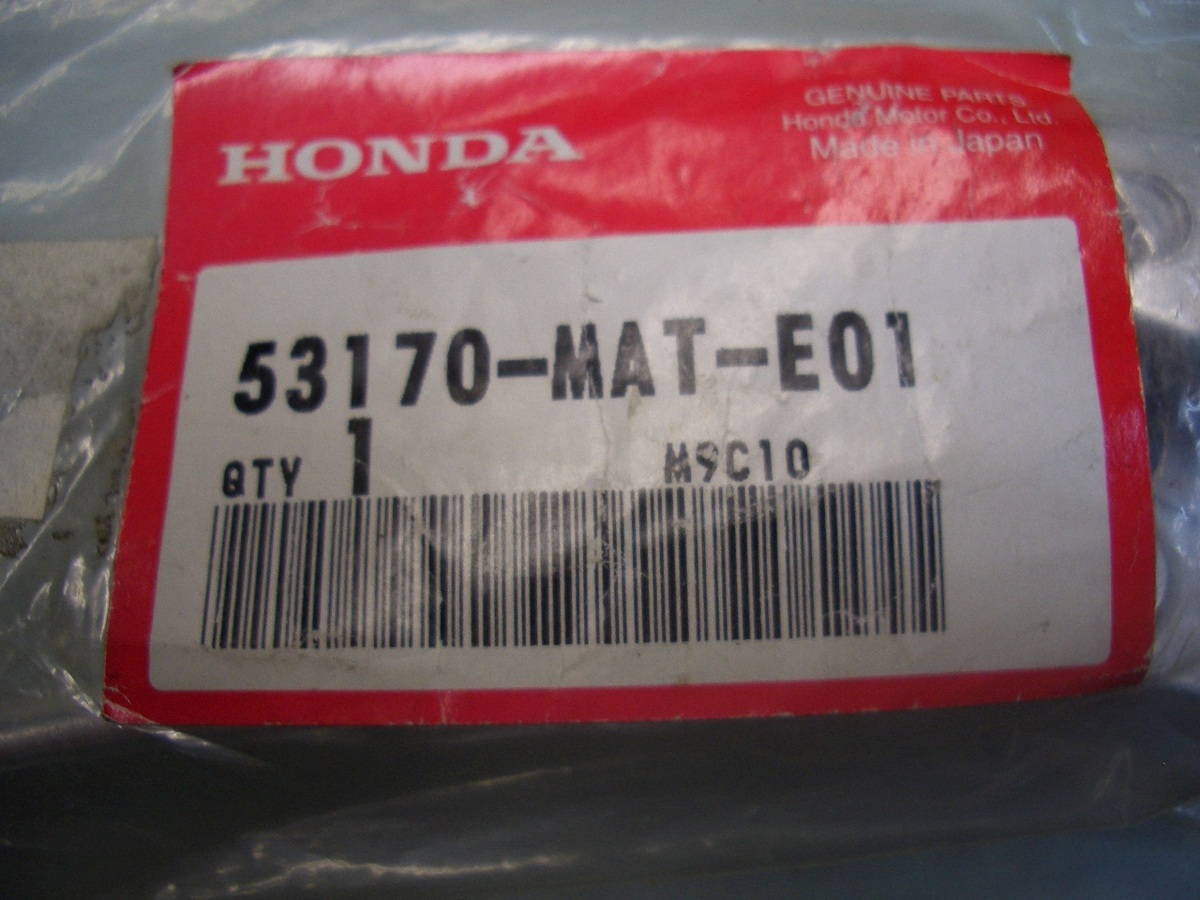 HONDA
GENUINE PARTS
Honda Motor Co., Ltd.
Made in Japan
53170-MAT-E01
QTY 1 M9C10